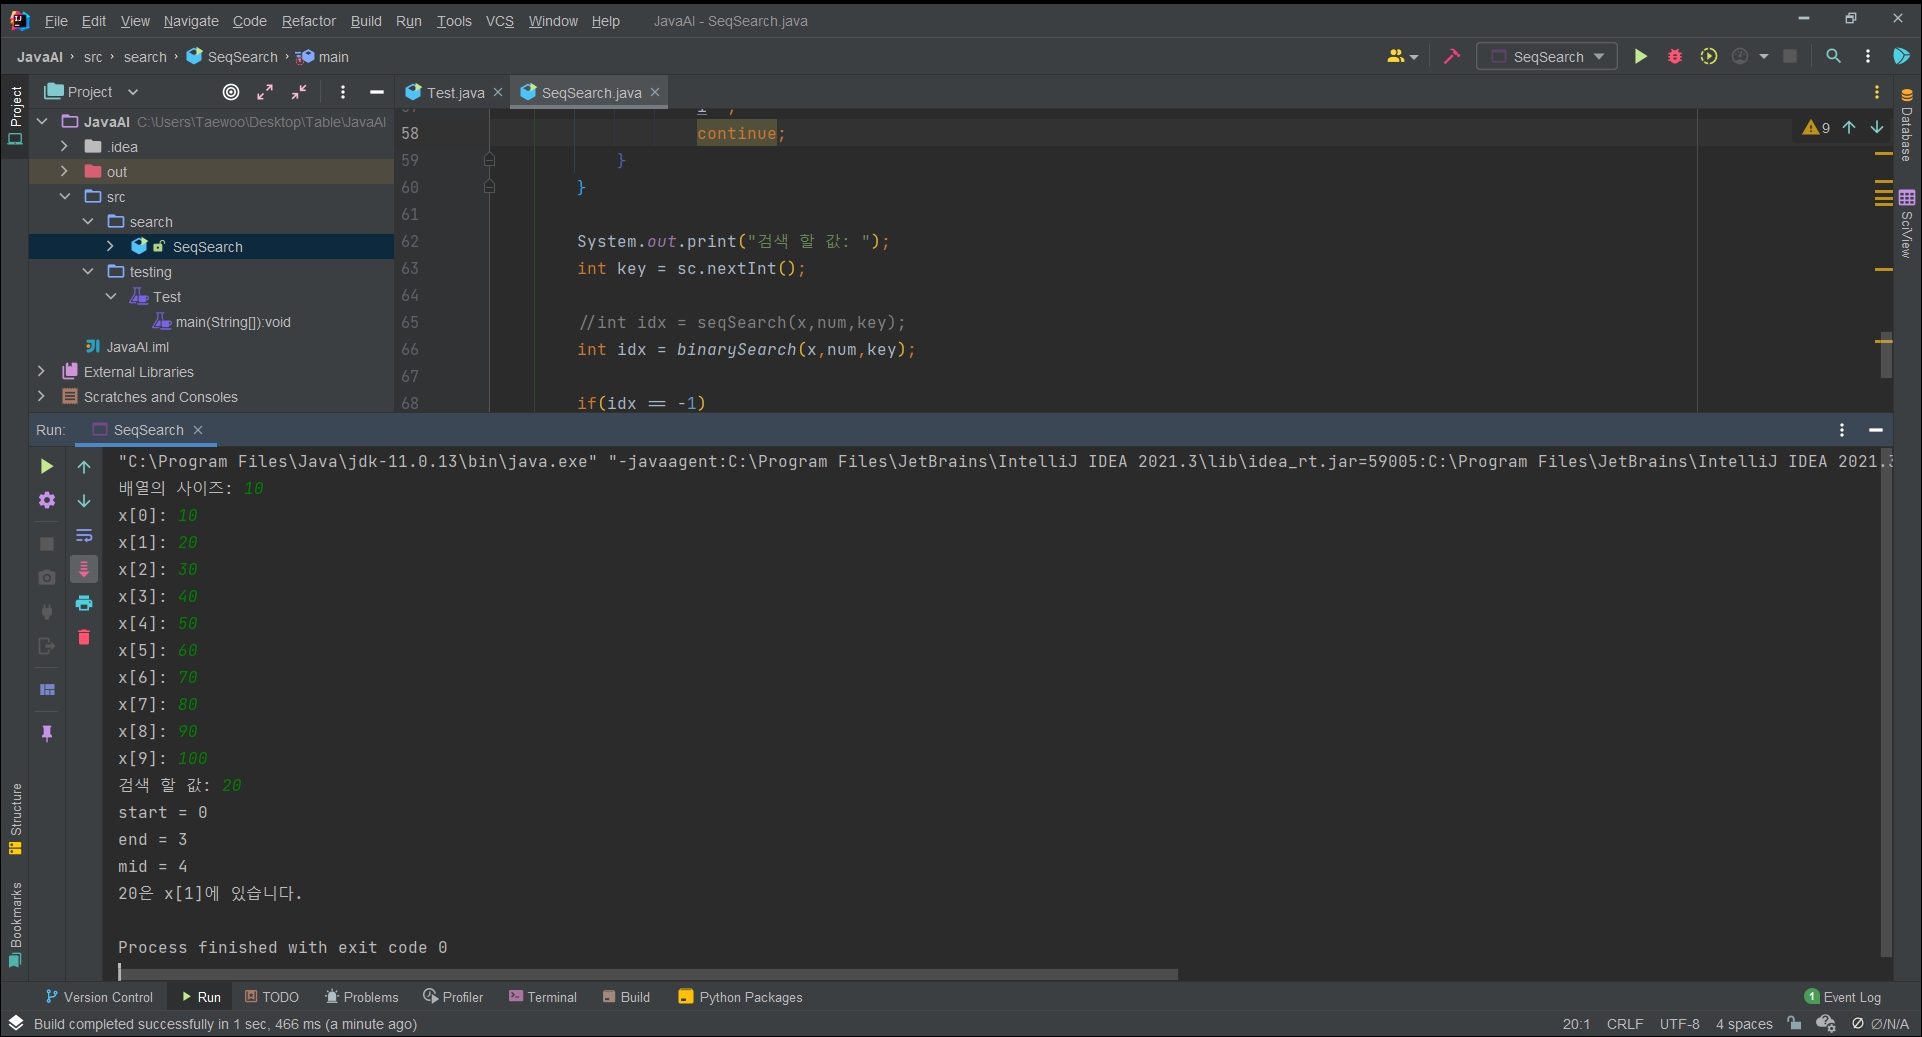 File Edit View Navigate Code Refactor Build Run Tools VCS Window Help JavaAl - SeqSearch.java
JavaAl src search SeqSearch main
SeqSearch
Project
Test.java SeqSearch.java
Project
JavaAl C:\Users\Taewoo\Desktop\Table\JavaAl
.idea
out
src
search
SeqSearch
testing
Test
main(String[]):void
JavaAl.iml
External Libraries
Scratches and Consoles
58 continue;
59 }
60 }
61
62 System.out.print("검색 할 값: ");
63 int key = sc.nextInt();
64
65 //int idx = seqSearch(x,num,key);
66 int idx = binarySearch(x,num,key);
67
68 if(idx == -1)
9
Database
SciView
Run: SeqSearch
"C:\Program Files\Java\jdk-11.0.13\bin\java.exe" "-javaagent:C:\Program Files\JetBrains\IntelliJ IDEA 2021.3\lib\idea_rt.jar=59005:C:\Program Files\JetBrains\IntelliJ IDEA 2021.3
배열의 사이즈: 10
x[0]: 10
x[1]: 20
x[2]: 30
x[3]: 40
x[4]: 50
x[5]: 60
x[6]: 70
x[7]: 80
x[8]: 90
x[9]: 100
검색 할 값: 20
start = 0
end = 3
mid = 4
20은 x[1]에 있습니다.
Process finished with exit code 0
Structure
Bookmarks
Version Control Run TODO Problems Profiler Terminal Build Python Packages 1 Event Log
Build completed successfully in 1 sec, 466 ms (a minute ago) 20:1 CRLF UTF-8 4 spaces Ø/N/A